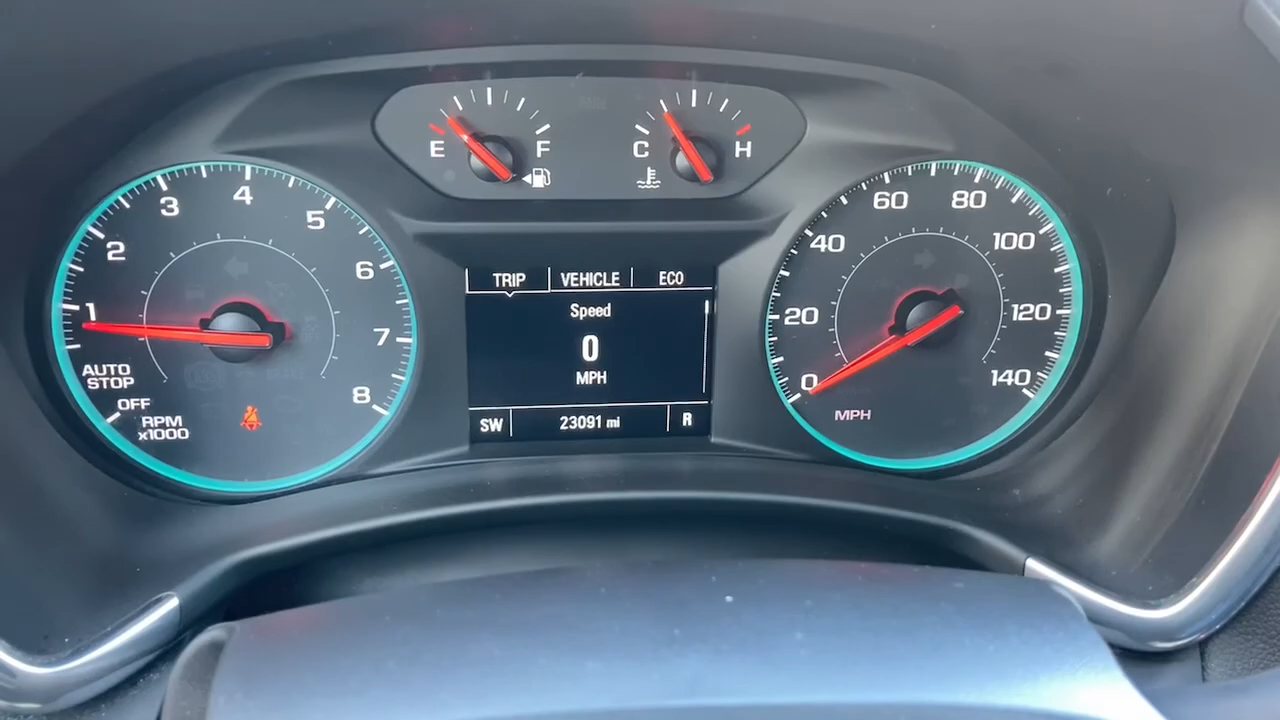 E F
C H
1
2
3
4
5
6
7
8
AUTO
STOP
OFF
RPM
x1000
TRIP VEHICLE ECO
Speed
0
MPH
SW 23091 mi R
0
20
40
60
80
100
120
140
MPH